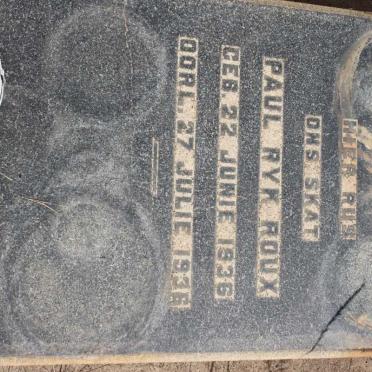 HIER RUS
ONS SKAT
PAUL RYK ROUX
GEB. 22 JUNIE 1936
OORL. 27 JULIE 1936